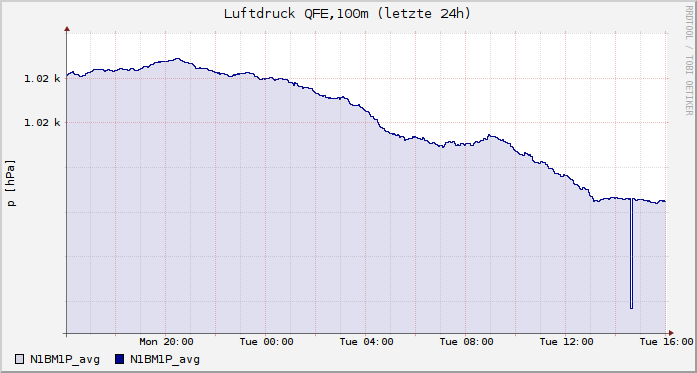 Luftdruck QFE,100m (letzte 24h)
RRDTOOL / TOBI OETIKER
1.02 k
1.02 k
p [hPa]
Mon 20:00 Tue 00:00 Tue 04:00 Tue 08:00 Tue 12:00 Tue 16:00
N1BM1P_avg N1BM1P_avg